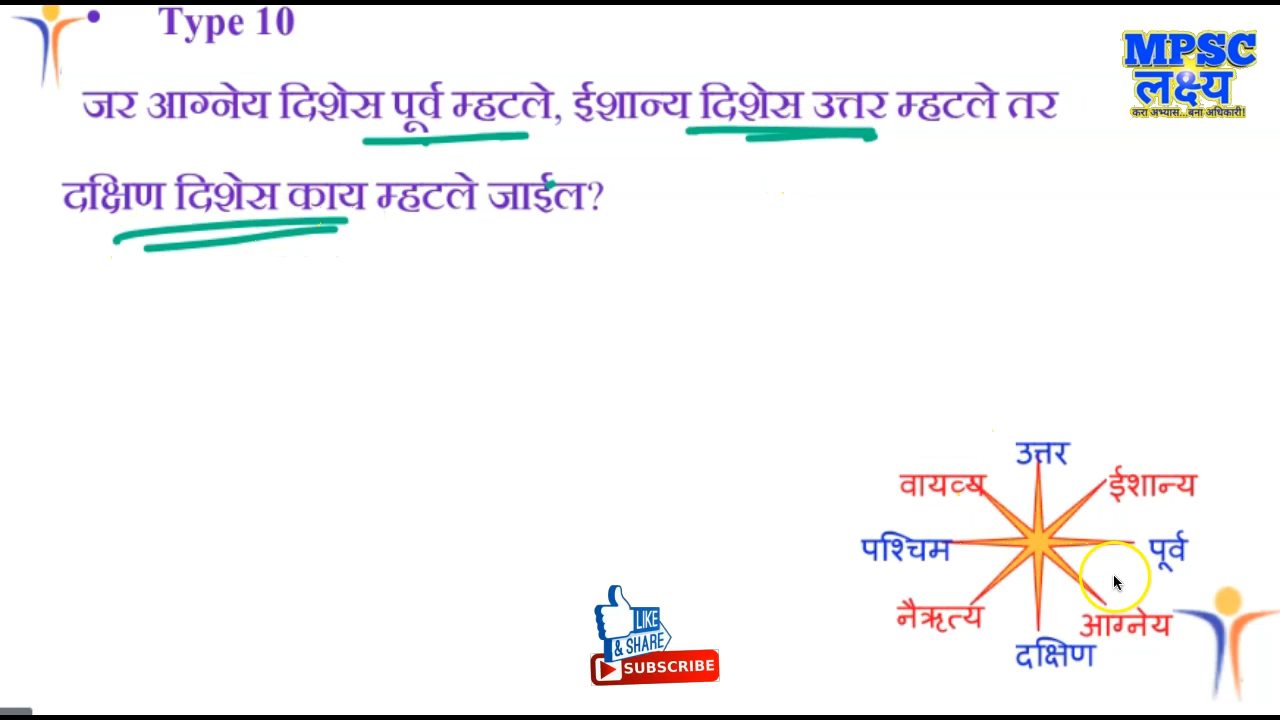 Type 10
MPSC
लक्ष्य
करा अभ्यास...बना अधिकारी!
जर आग्नेय दिशेस पूर्व म्हटले, ईशान्य दिशेस उत्तर म्हटले तर
दक्षिण दिशेस काय म्हटले जाईल?
उत्तर
वायव्य
ईशान्य
पश्चिम
पूर्व
नैऋत्य
आग्नेय
दक्षिण
LIKE
& SHARE
SUBSCRIBE